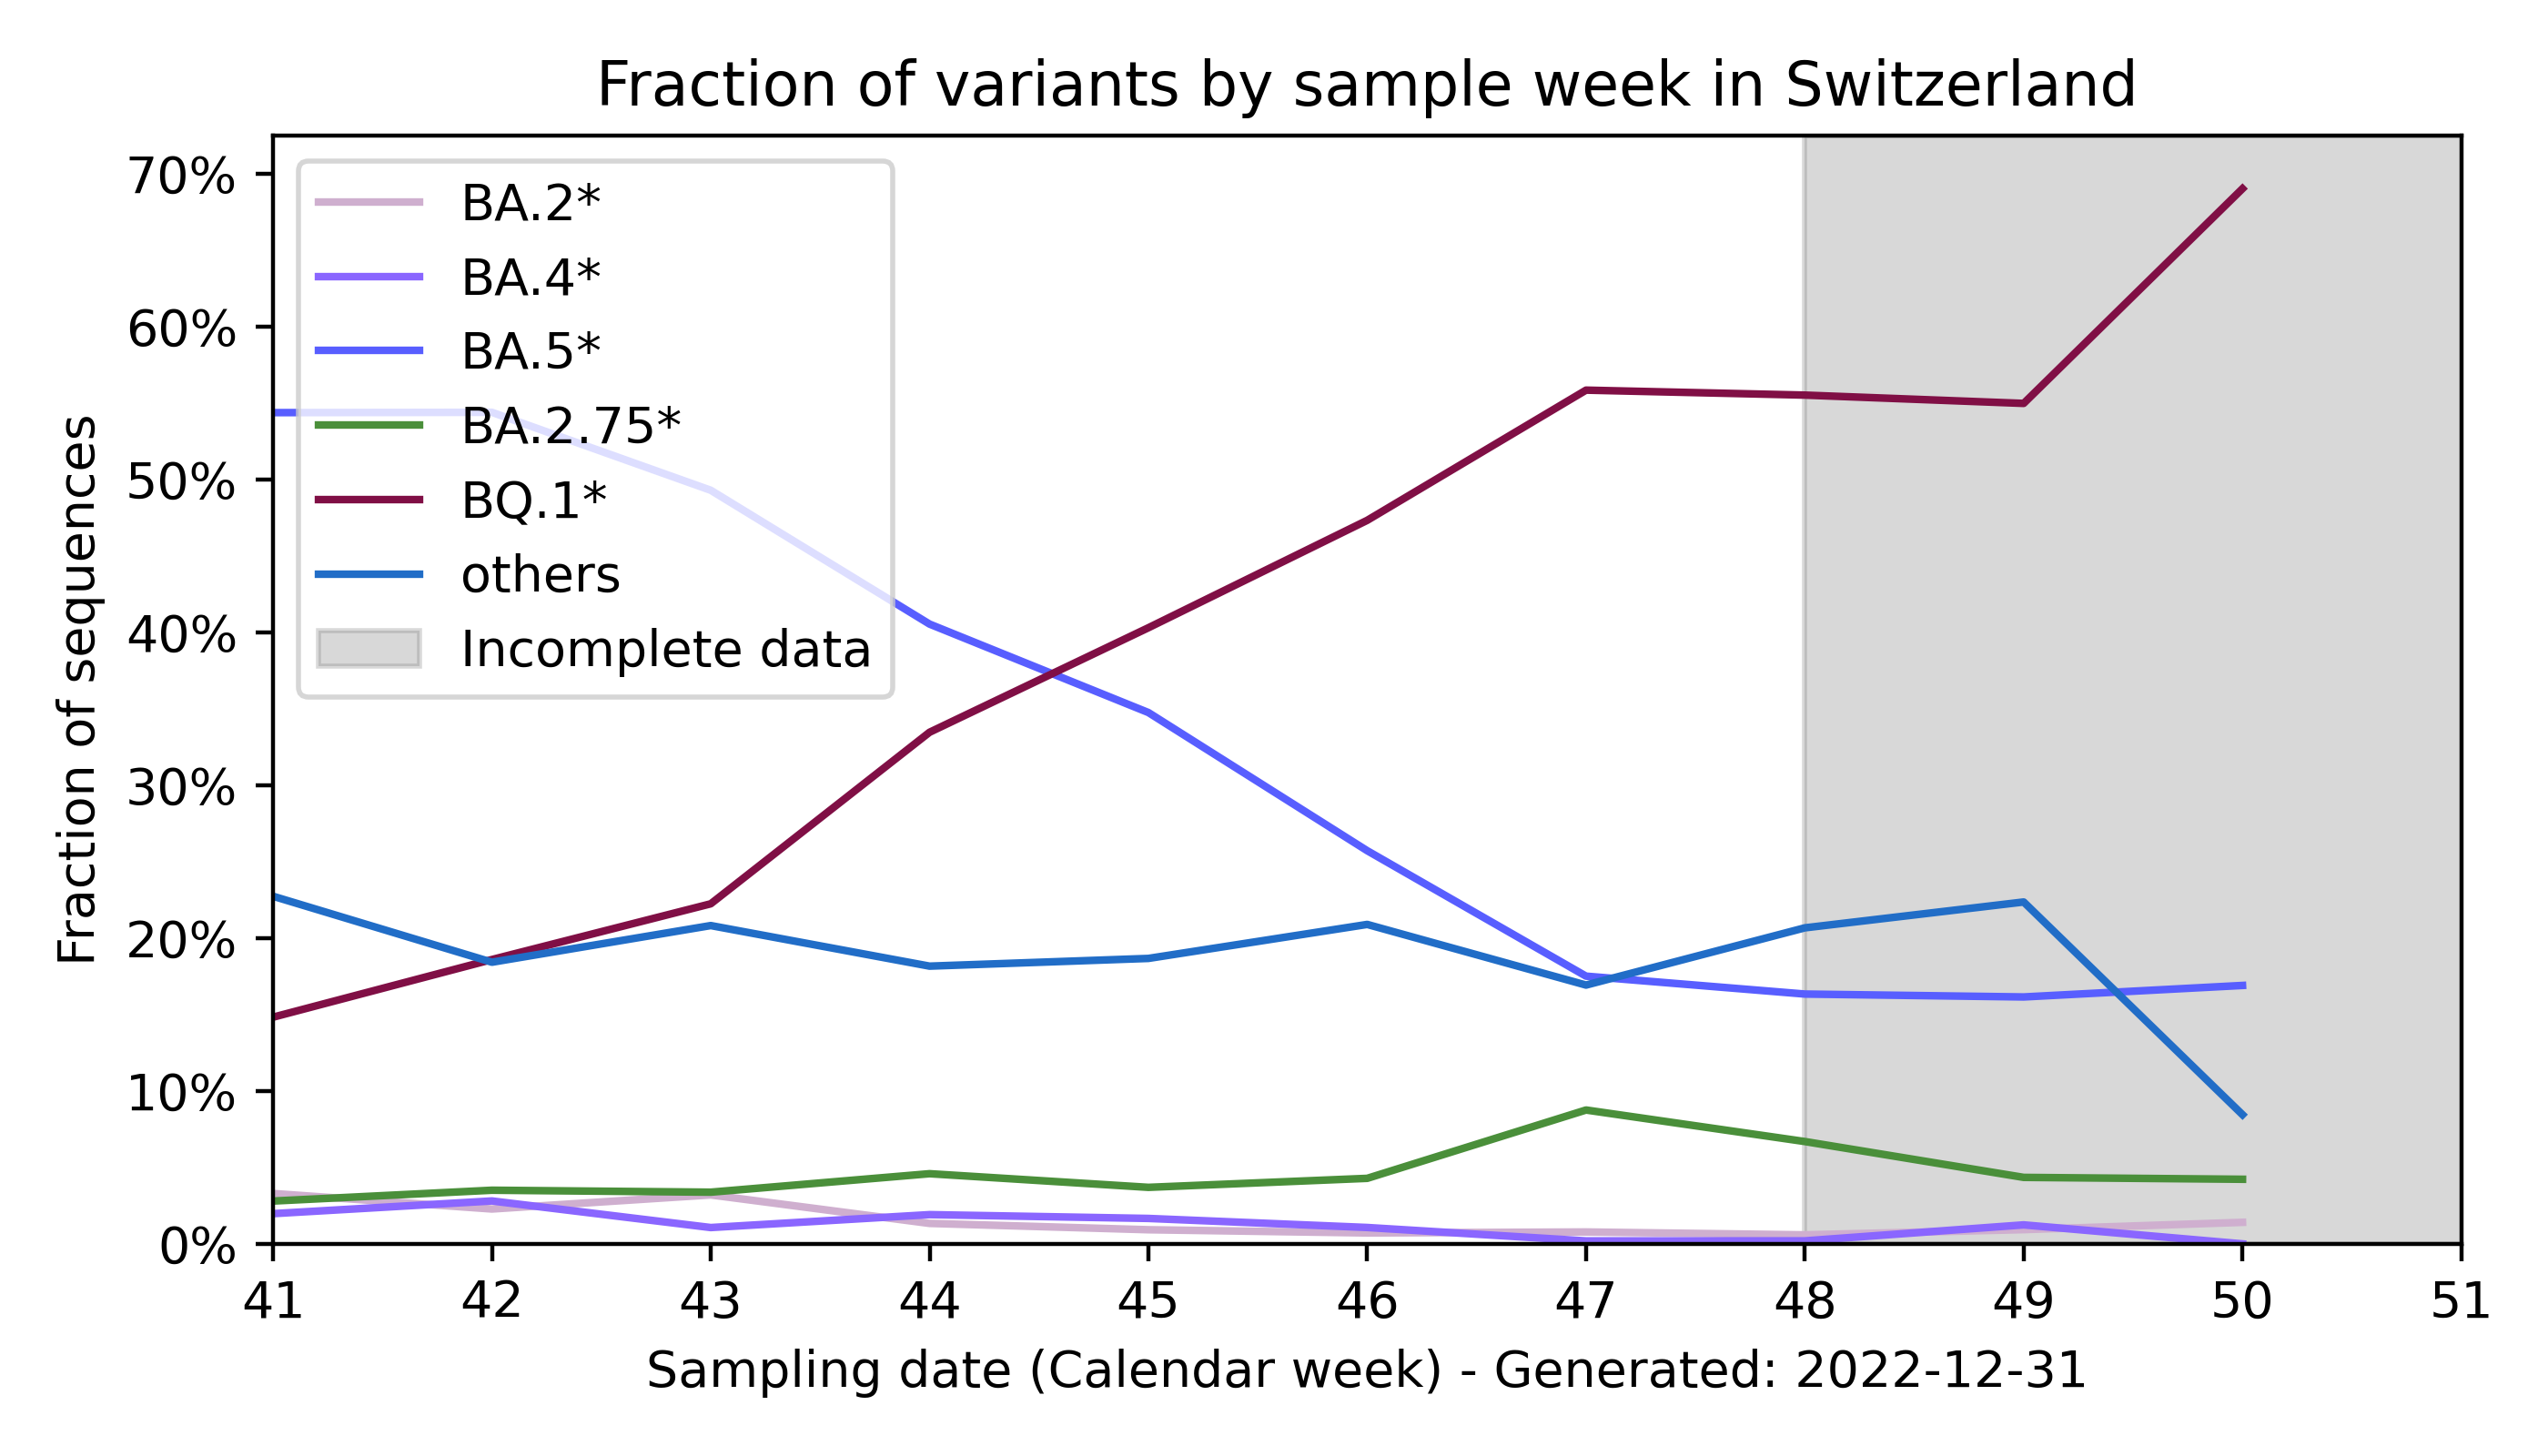 Fraction of variants by sample week in Switzerland
70%
60%
50%
40%
30%
20%
10%
0%
Fraction of sequences
BA.2*
BA.4*
BA.5*
BA.2.75*
BQ.1*
others
Incomplete data
41 42 43 44 45 46 47 48 49 50 51
Sampling date (Calendar week) - Generated: 2022-12-31